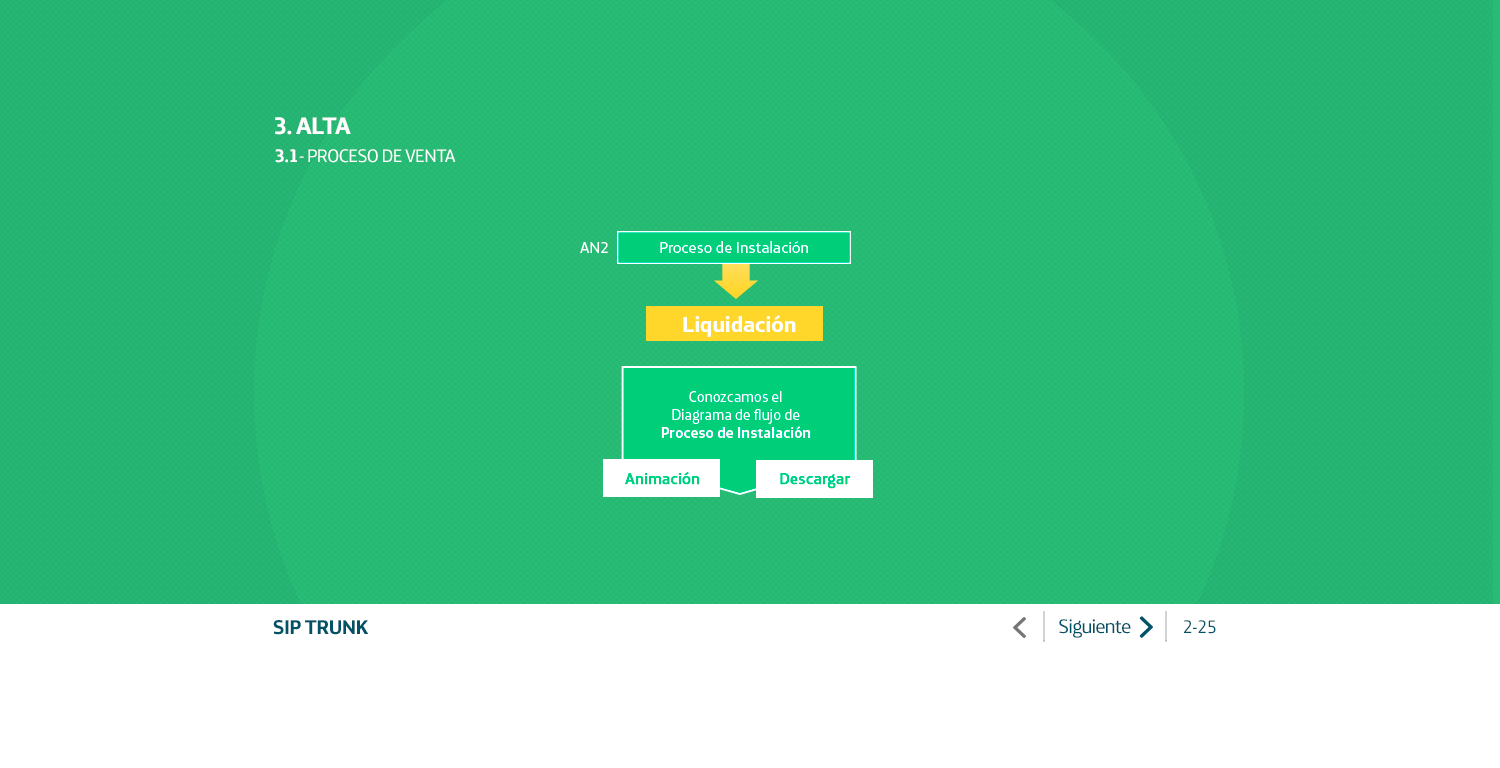 3. ALTA
3.1- PROCESO DE VENTA
AN2
Proceso de Instalación
Liquidación
Conozcamos el
Diagrama de flujo de
Proceso de Instalación
Animación
Descargar
SIP TRUNK
Siguiente
2-25